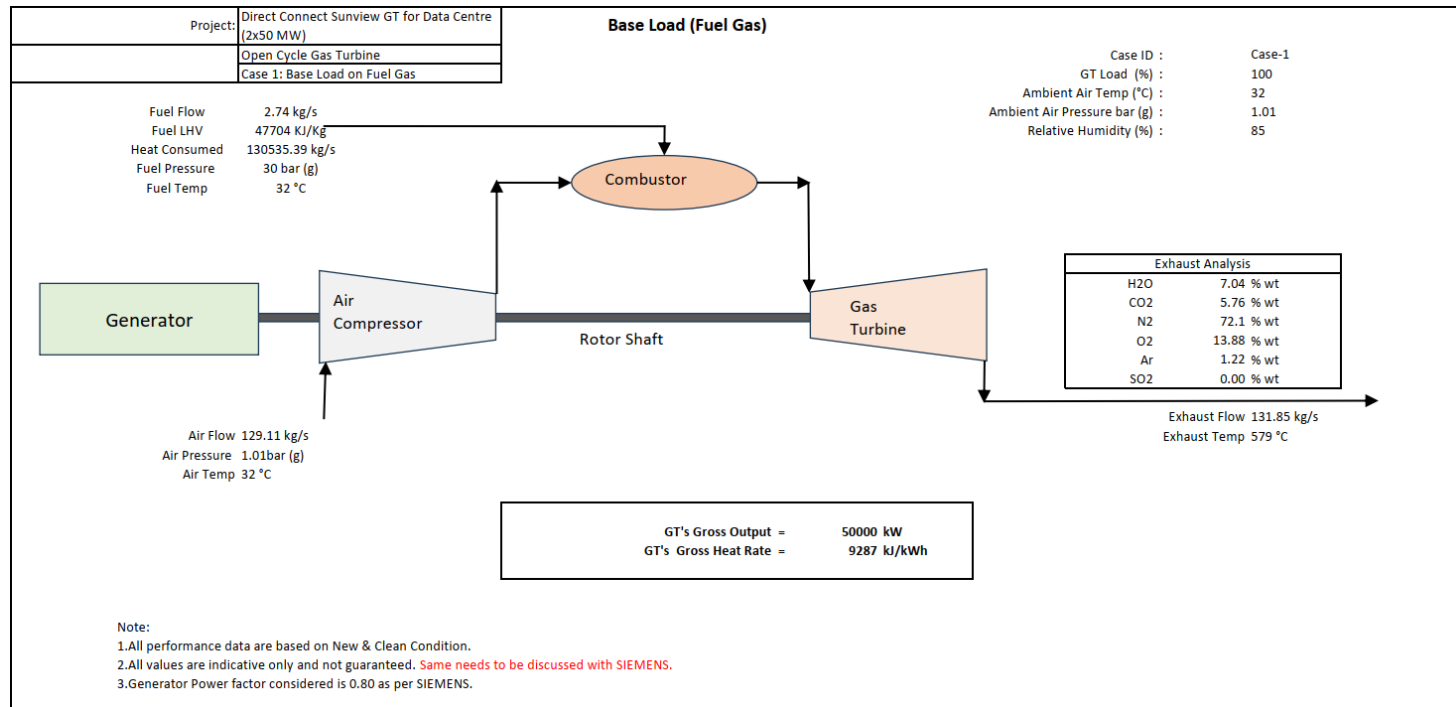 Project: Direct Connect Sunview GT for Data Centre
(2x50 MW)
Open Cycle Gas Turbine
Case 1: Base Load on Fuel Gas
Base Load (Fuel Gas)
Case ID : Case-1
GT Load (%) : 100
Ambient Air Temp (°C) : 32
Ambient Air Pressure bar (g) : 1.01
Relative Humidity (%) : 85
Fuel Flow 2.74 kg/s
Fuel LHV 47704 KJ/Kg
Heat Consumed 130535.39 kg/s
Fuel Pressure 30 bar (g)
Fuel Temp 32 °C
Combustor
Generator
Air
Compressor
Rotor Shaft
Gas
Turbine
Exhaust Analysis
H2O 7.04 % wt
CO2 5.76 % wt
N2 72.1 % wt
O2 13.88 % wt
Ar 1.22 % wt
SO2 0.00 % wt
Exhaust Flow 131.85 kg/s
Exhaust Temp 579 °C
Air Flow 129.11 kg/s
Air Pressure 1.01bar (g)
Air Temp 32 °C
GT's Gross Output = 50000 kW
GT's Gross Heat Rate = 9287 kJ/kWh
Note:
1.All performance data are based on New & Clean Condition.
2.All values are indicative only and not guaranteed. Same needs to be discussed with SIEMENS.
3.Generator Power factor considered is 0.80 as per SIEMENS.